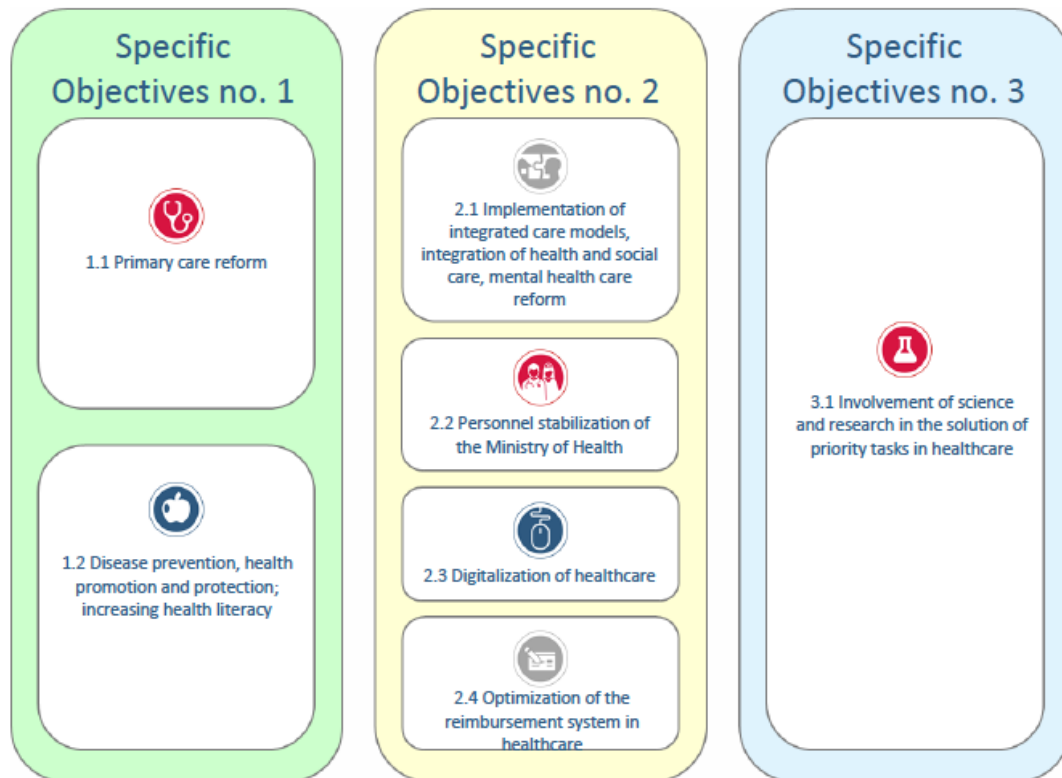 Specific
Objectives no. 1
1.1 Primary care reform
1.2 Disease prevention, health
promotion and protection;
increasing health literacy
Specific
Objectives no. 2
2.1 Implementation of
integrated care models,
integration of health and social
care, mental health care
reform
2.2 Personnel stabilization of
the Ministry of Health
2.3 Digitalization of healthcare
2.4 Optimization of the
reimbursement system in
healthcare
Specific
Objectives no. 3
3.1 Involvement of science
and research in the solution of
priority tasks in healthcare